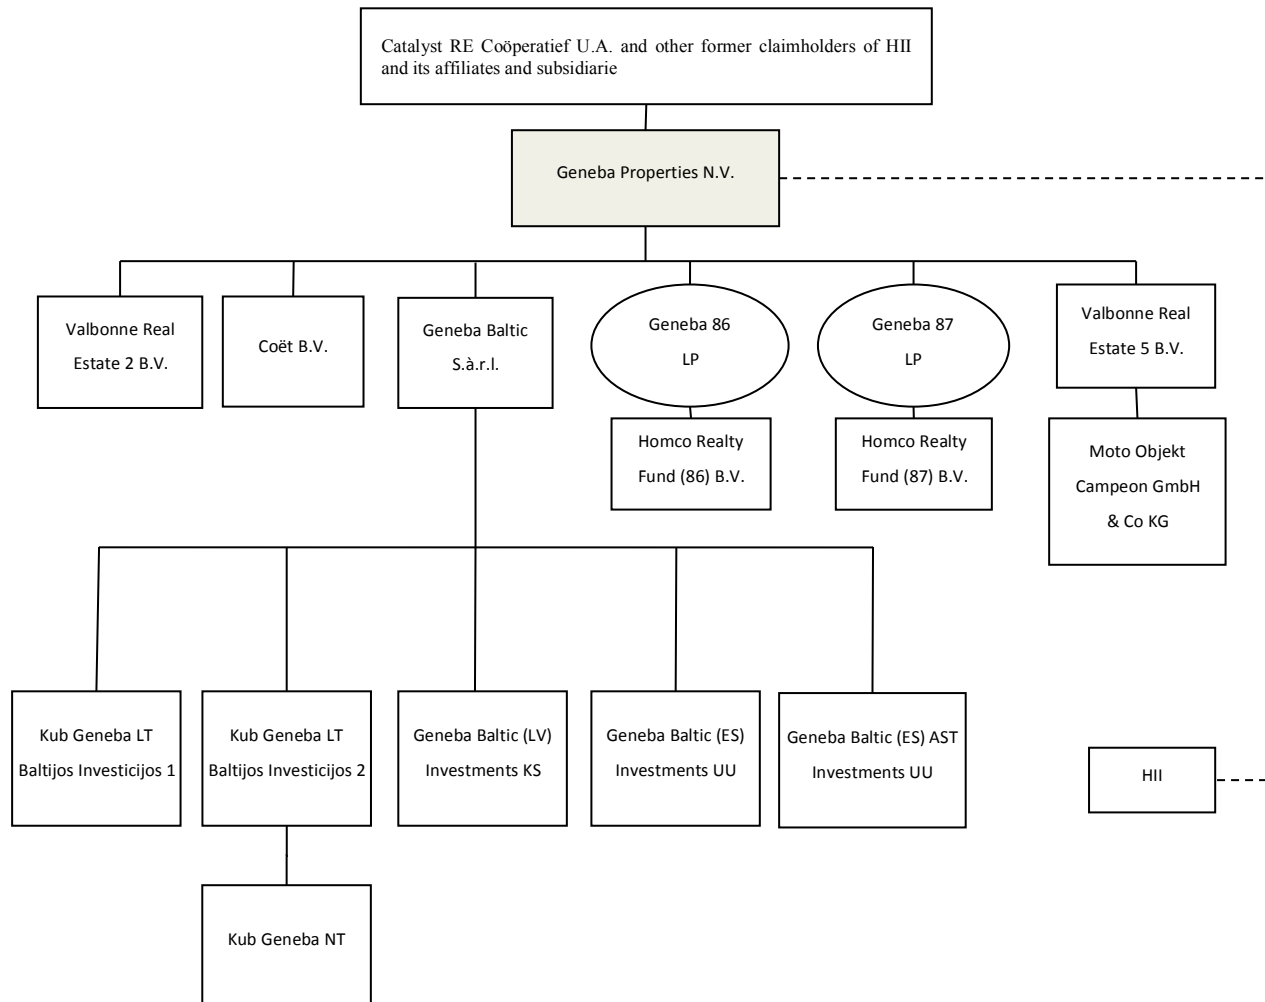 Catalyst RE Coöperatief U.A. and other former claimholders of HII
and its affiliates and subsidiarie
Geneba Properties N.V.
Valbonne Real
Estate 2 B.V.
Coët B.V.
Geneba Baltic
S.à.r.l.
Geneba 86
LP
Geneba 87
LP
Valbonne Real
Estate 5 B.V.
Homco Realty
Fund (86) B.V.
Homco Realty
Fund (87) B.V.
Moto Objekt
Campeon GmbH
& Co KG
Kub Geneba LT
Baltijos Investicijos 1
Kub Geneba LT
Baltijos Investicijos 2
Geneba Baltic (LV)
Investments KS
Geneba Baltic (ES)
Investments UU
Geneba Baltic (ES) AST
Investments UU
HII
Kub Geneba NT